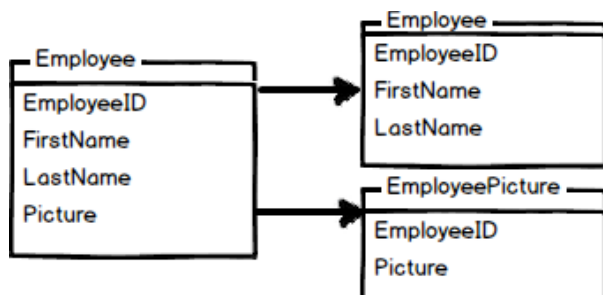 Employee
EmployeeID
FirstName
LastName
Picture
Employee
EmployeeID
FirstName
LastName
EmployeePicture
EmployeeID
Picture